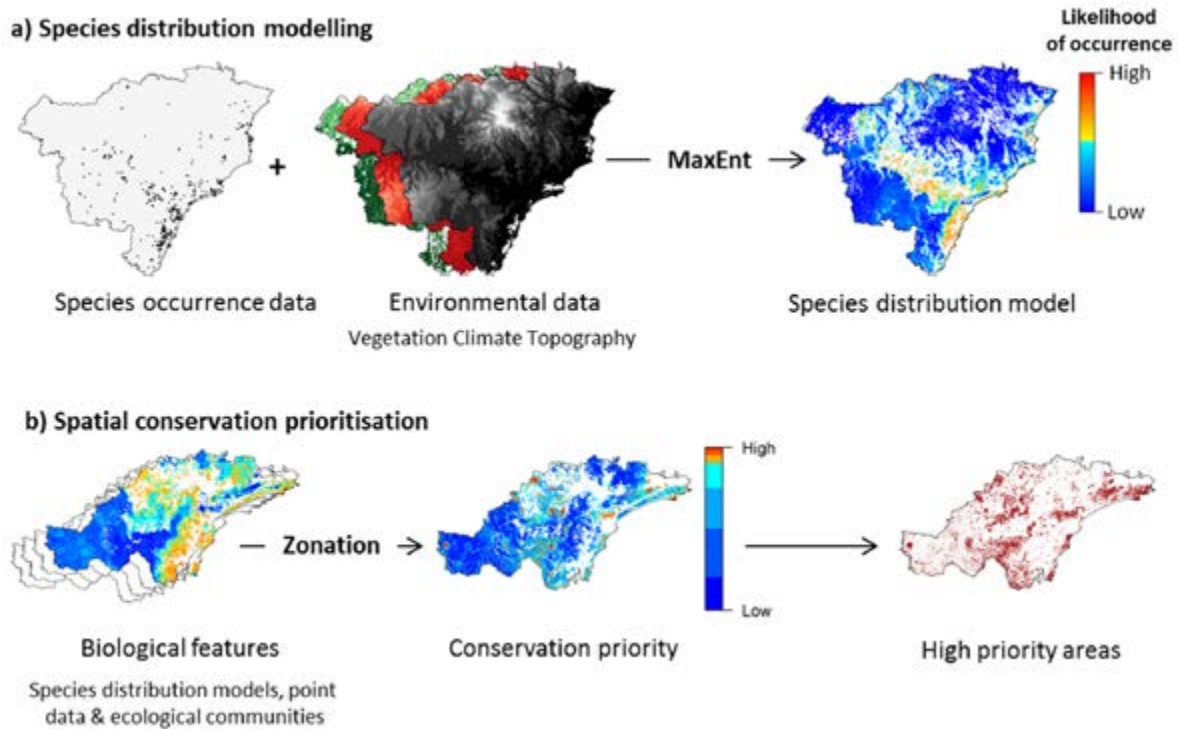 a) Species distribution modelling
Likelihood
of occurrence
High
Low
+
MaxEnt
Species occurrence data
Environmental data
Vegetation Climate Topography
Species distribution model
b) Spatial conservation prioritisation
High
Low
Zonation
Biological features
Species distribution models, point
data & ecological communities
Conservation priority
High priority areas